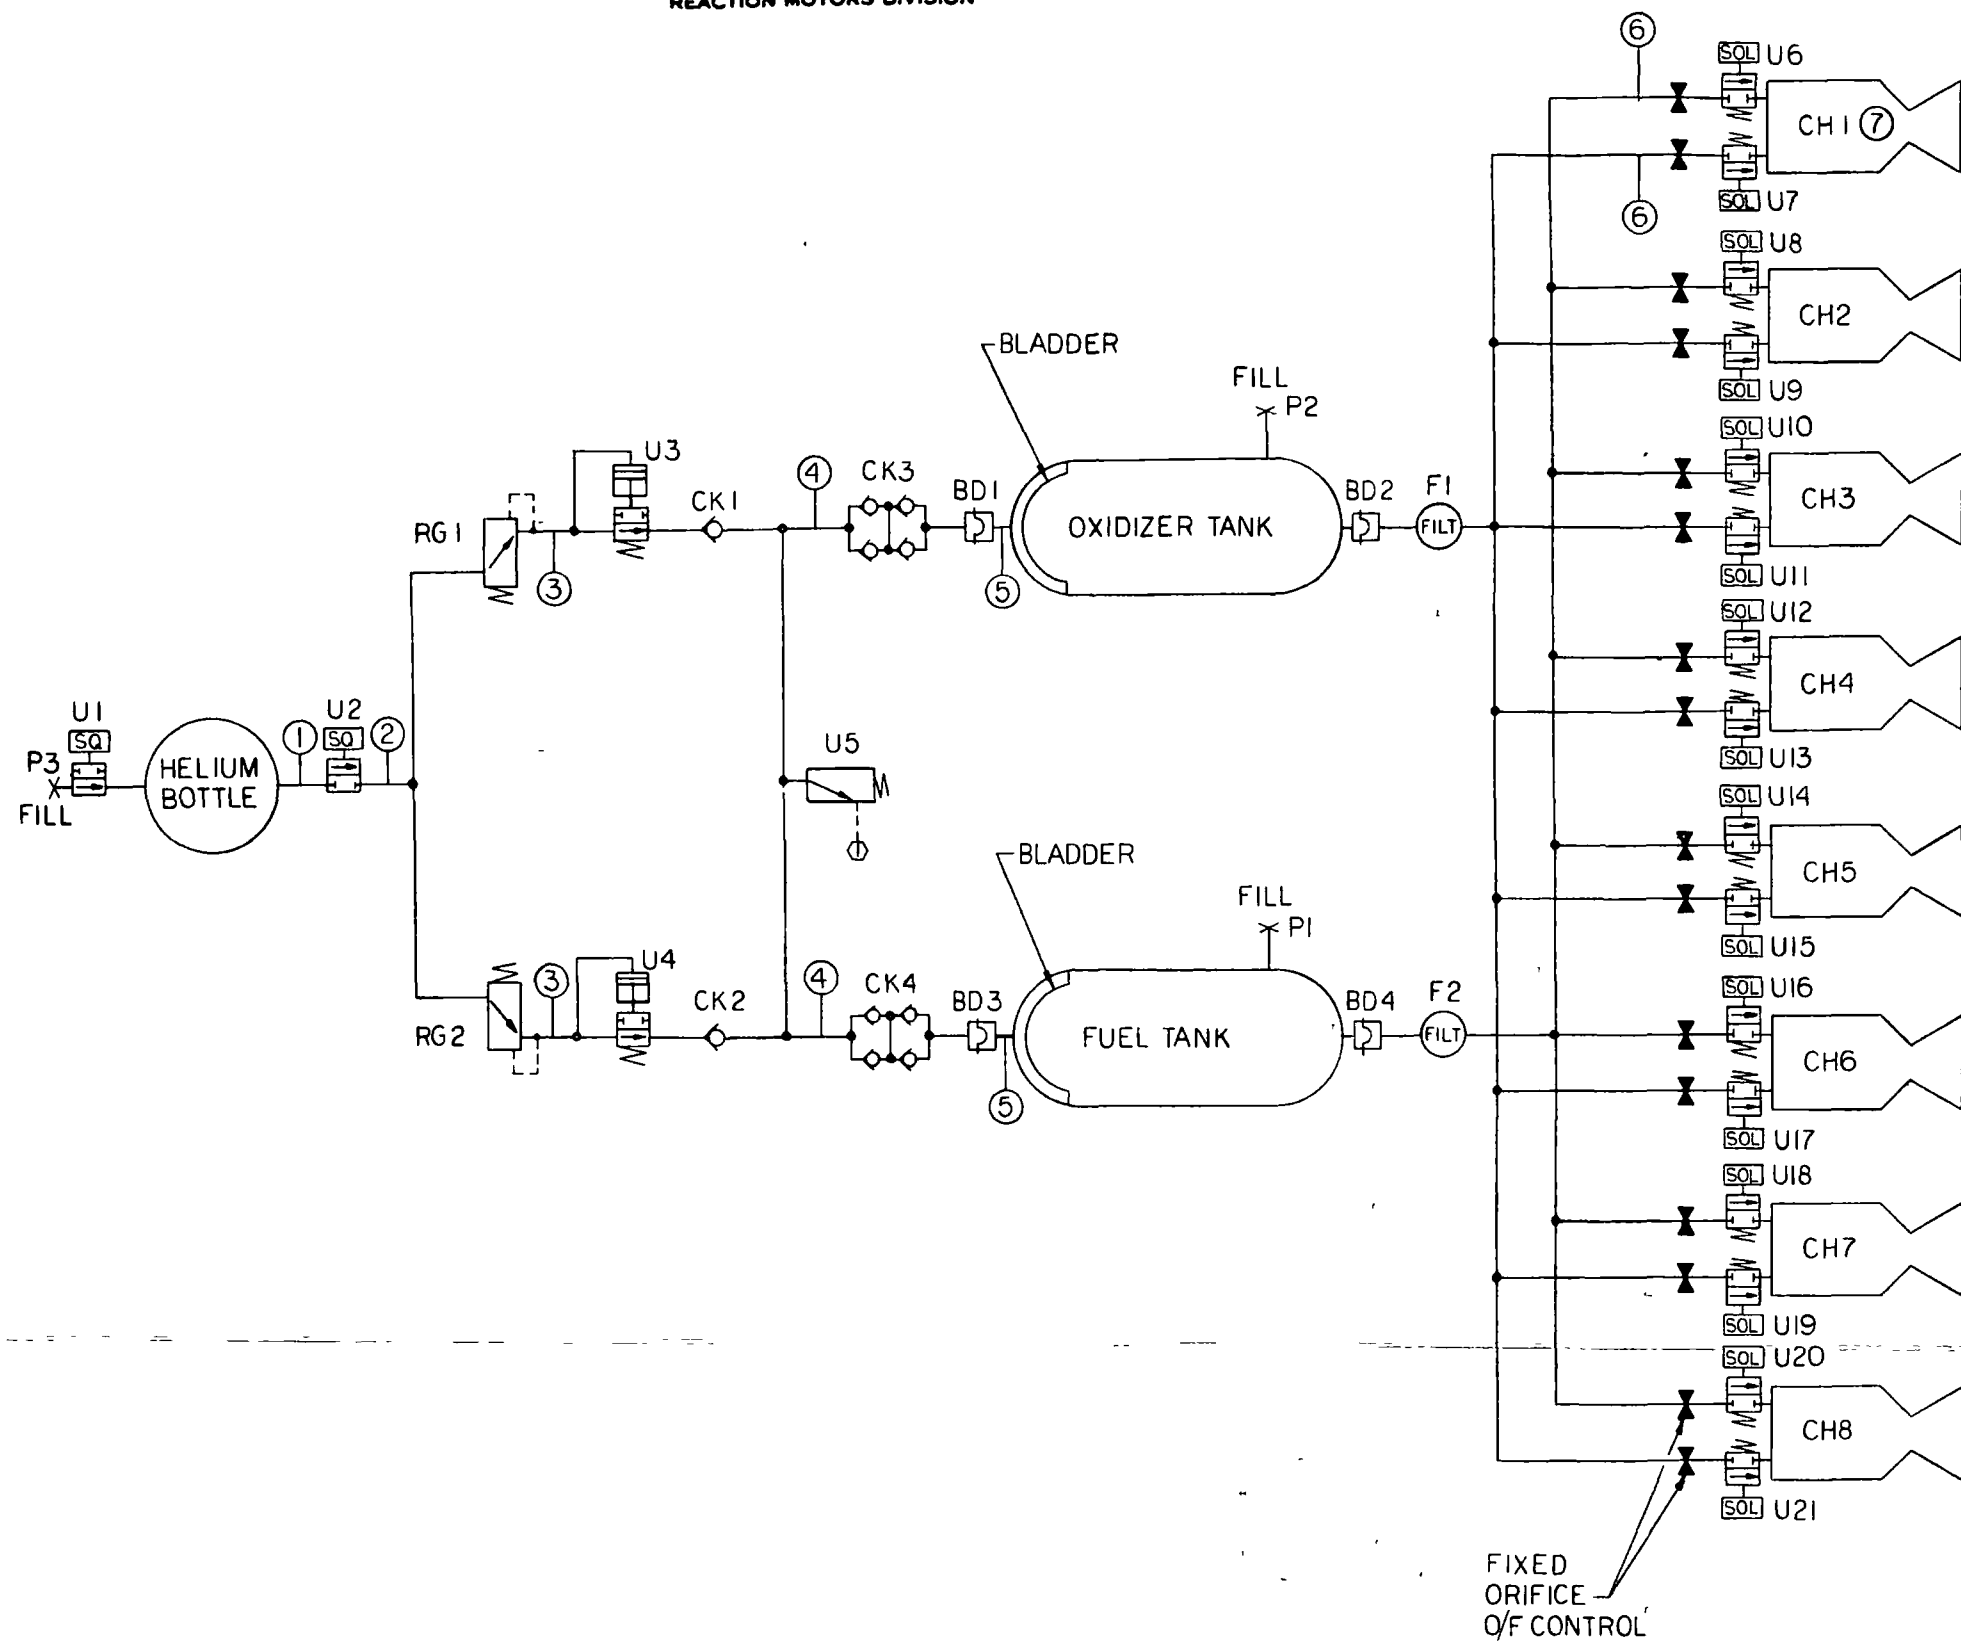 REACTION MOTORS DIVISION
6
SOL U6
CH1 7
SOL U7
6
SOL U8
CH2
SOL U9
BLADDER
FILL
P2
SOL U10
CH3
SOL U11
U3
CK1
4
CK3
BD1
OXIDIZER TANK
BD2
F1
FILT
RG1
3
5
SOL U12
CH4
SOL U13
U1
SQ
P3
FILL
HELIUM
BOTTLE
1
U2
SQ
2
U5
SOL U14
CH5
SOL U15
BLADDER
FILL
P1
U4
3
CK2
4
CK4
BD3
FUEL TANK
BD4
F2
FILT
RG2
5
SOL U16
CH6
SOL U17
SOL U18
CH7
SOL U19
SOL U20
CH8
SOL U21
FIXED
ORIFICE
O/F CONTROL